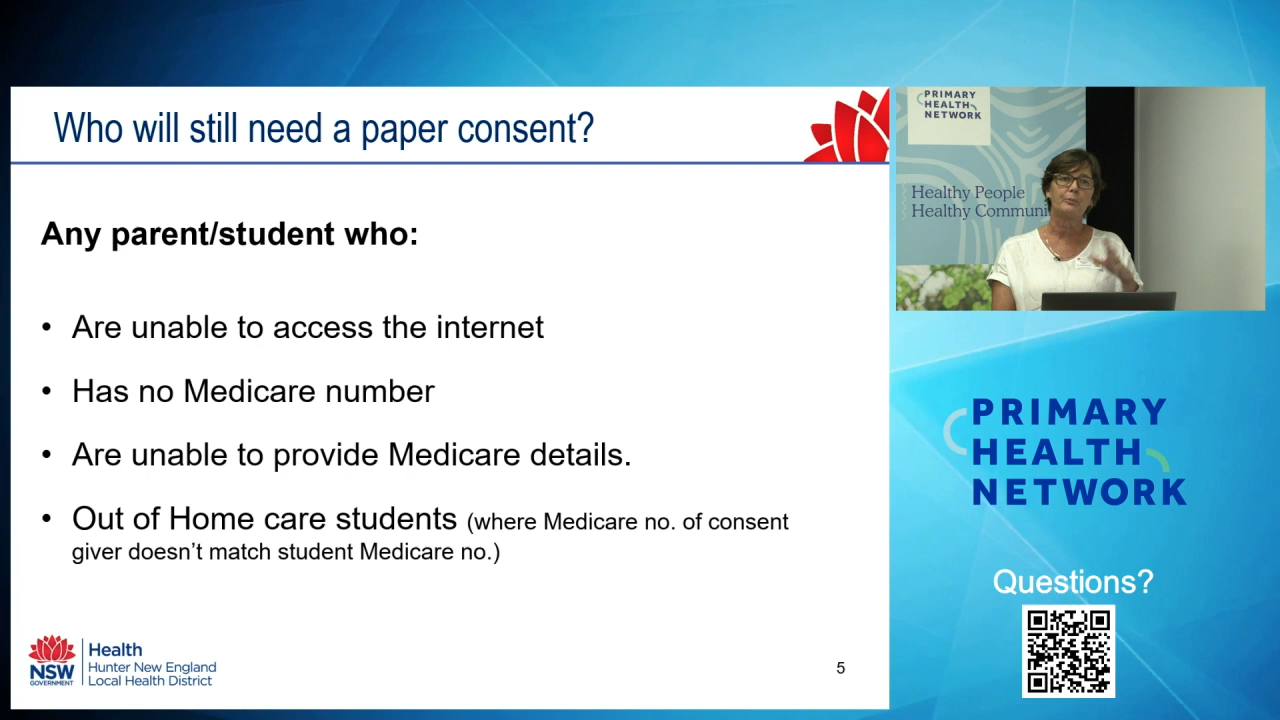 Who will still need a paper consent?
Any parent/student who:
• Are unable to access the internet
• Has no Medicare number
• Are unable to provide Medicare details.
• Out of Home care students (where Medicare no. of consent
giver doesn't match student Medicare no.)
NSW
GOVERNMENT
Health
Hunter New England
Local Health District
5
PRIMARY
HEALTH
NETWORK
Healthy People
Healthy Communi
PRIMARY
HEALTH
NETWORK
Questions?